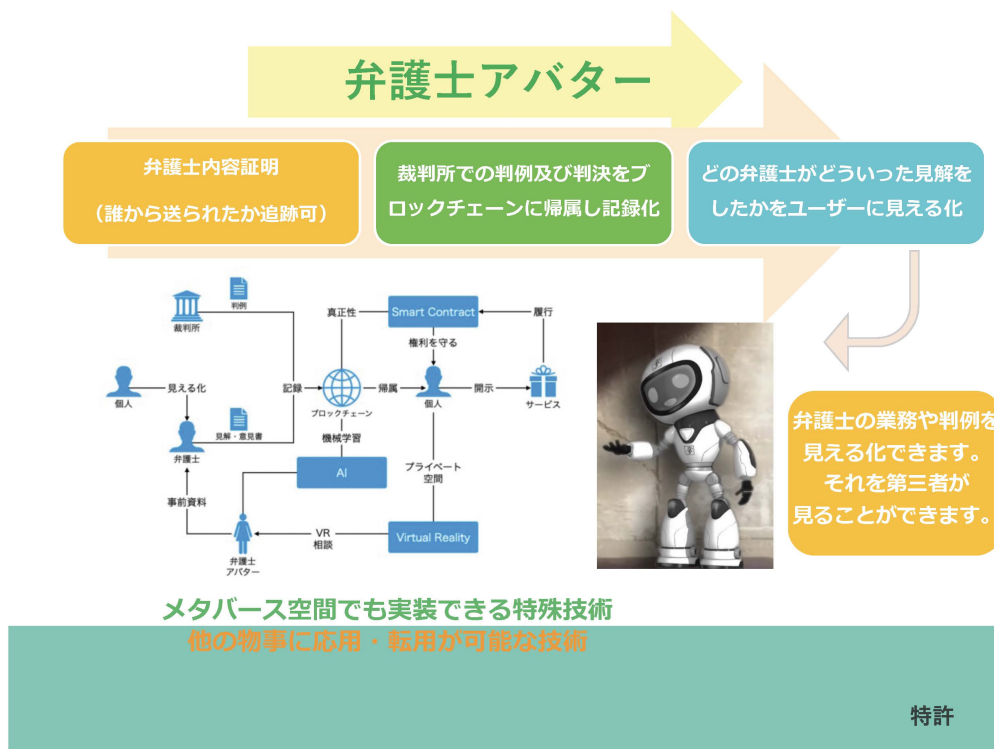 弁護士アバター
弁護士内容証明
（誰から送られたか追跡可）
裁判所での判例及び判決をブ
ロックチェーンに帰属し記録化
どの弁護士がどういった見解を
したかをユーザーに見える化
判例
裁判所
真正性
Smart Contract
履行
権利を守る
個人
見える化
記録
ブロックチェーン
帰属
個人
開示
サービス
見解・意見書
弁護士
機械学習
AI
プライベート
空間
事前資料
VR
相談
Virtual Reality
弁護士
アバター
弁護士の業務や判例を
見える化できます。
それを第三者が
見ることができます。
メタバース空間でも実装できる特殊技術
他の物事に応用・転用が可能な技術
特許